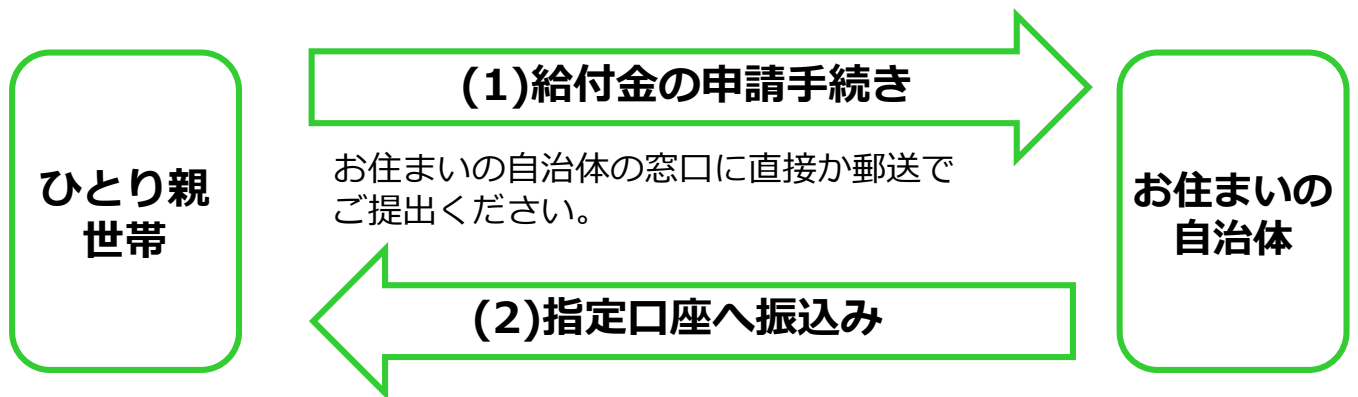 (1)給付金の申請手続き
ひとり親
世帯
お住まいの自治体の窓口に直接か郵送で
ご提出ください。
お住まいの
自治体
(2)指定口座へ振込み